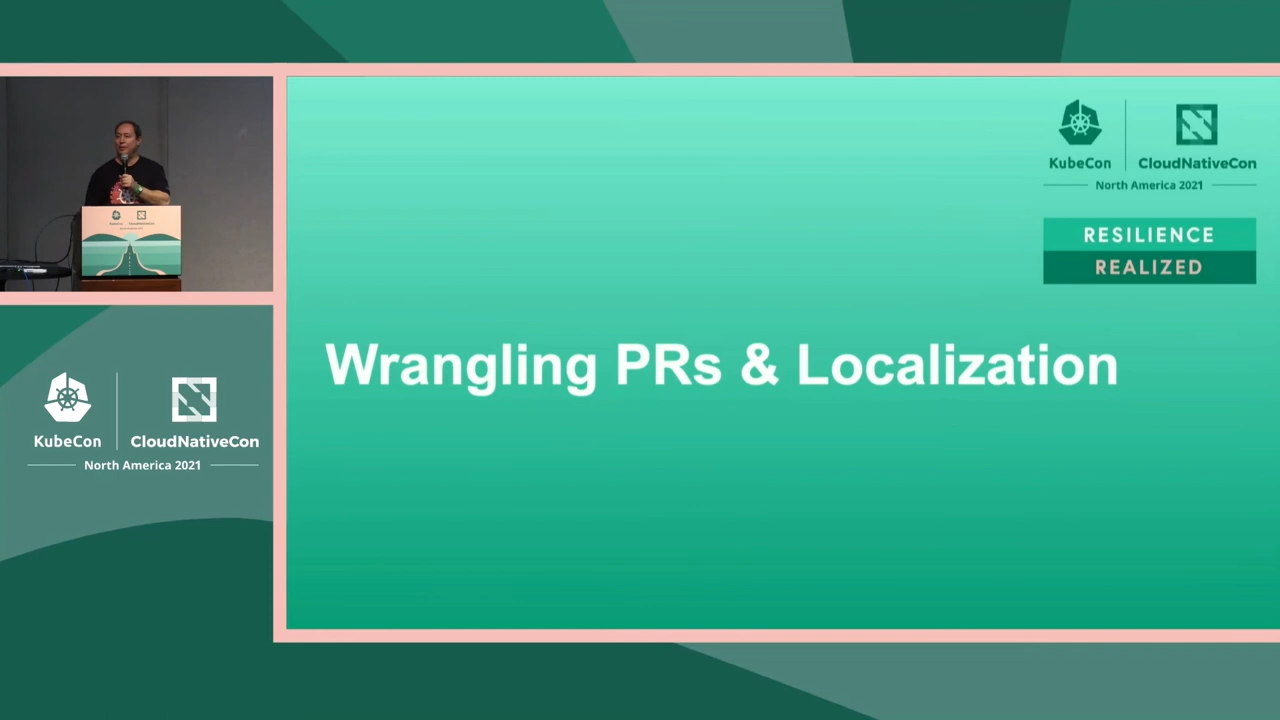 KubeCon
CloudNativeCon
North America 2021
RESILIENCE
REALIZED
Wrangling PRs & Localization
KubeCon
CloudNativeCon
North America 2021